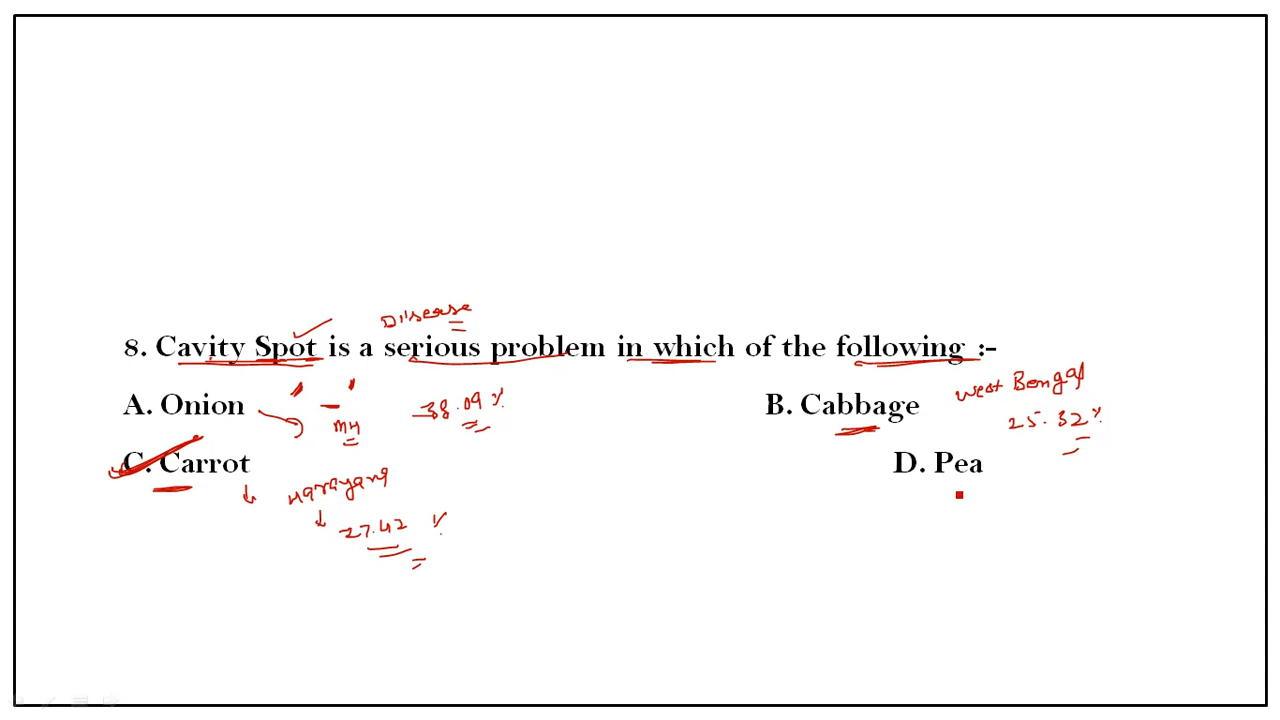 Disease
8. Cavity Spot is a serious problem in which of the following :-
A. Onion MH 38.09 % B. Cabbage West Bengal
25.32 %
C. Carrot D. Pea
Harayana
27.42 %